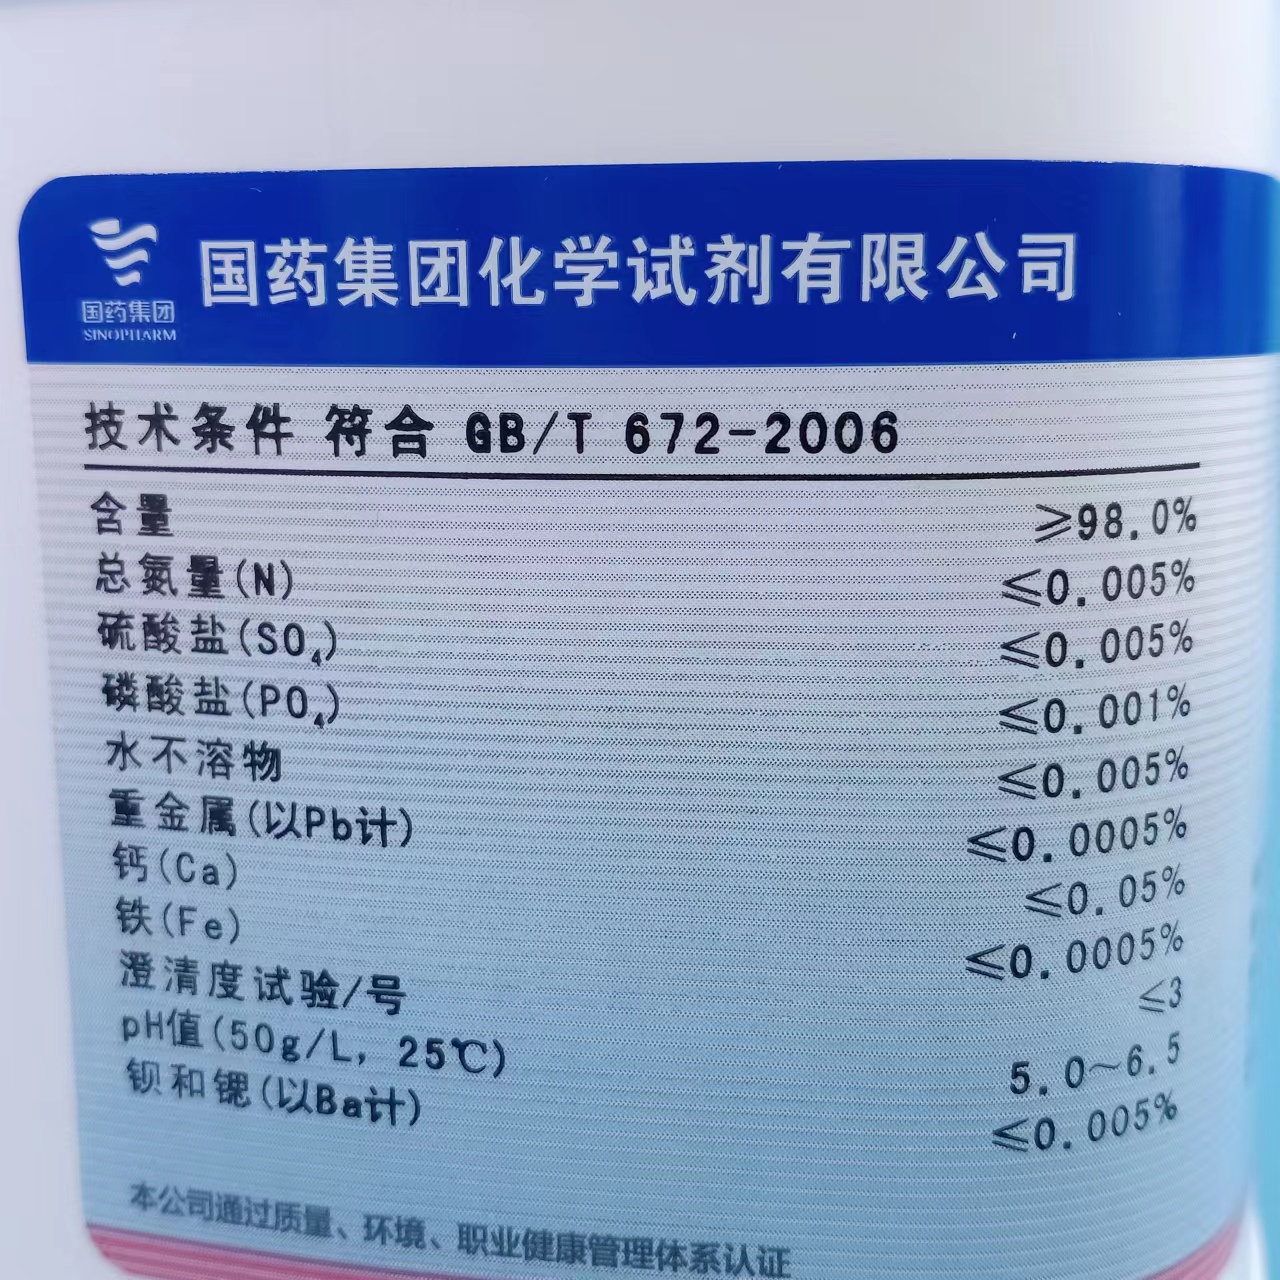 国药集团
SINOPHARM
国药集团化学试剂有限公司
技术条件 符合 GB/T 672-2006
含量 ≥98.0%
总氮量(N) ≤0.005%
硫酸盐(SO₄) ≤0.005%
磷酸盐(PO₄) ≤0.001%
水不溶物 ≤0.005%
重金属(以Pb计) ≤0.0005%
钙(Ca) ≤0.05%
铁(Fe) ≤0.0005%
澄清度试验/号 ≤3
pH值(50g/L, 25℃) 5.0~6.5
钡和锶(以Ba计) ≤0.005%
本公司通过质量、环境、职业健康管理体系认证